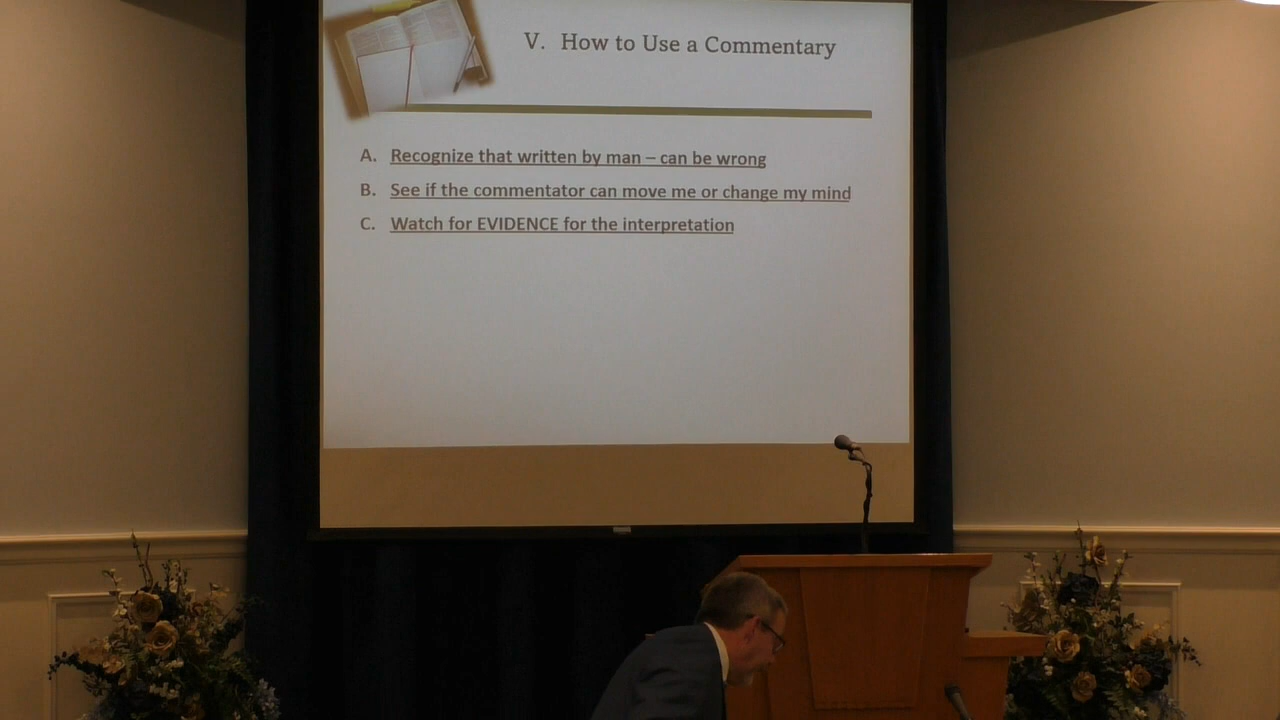 V. How to Use a Commentary
A. Recognize that written by man – can be wrong
B. See if the commentator can move me or change my mind
C. Watch for EVIDENCE for the interpretation